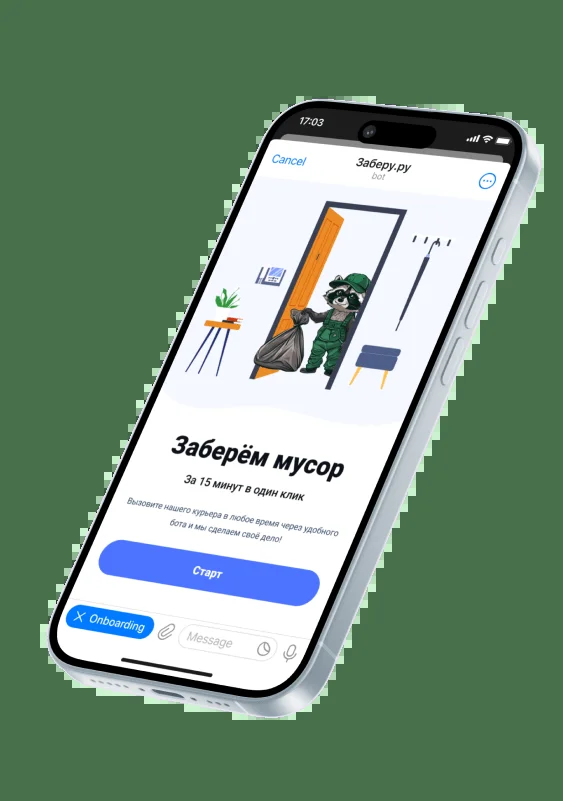 17:03
Cancel
Заберу.ру
bot
Заберём мусор
За 15 минут в один клик
Вызовите нашего курьера в любое время через удобного
бота и мы сделаем своё дело!
Старт
Onboarding
Message